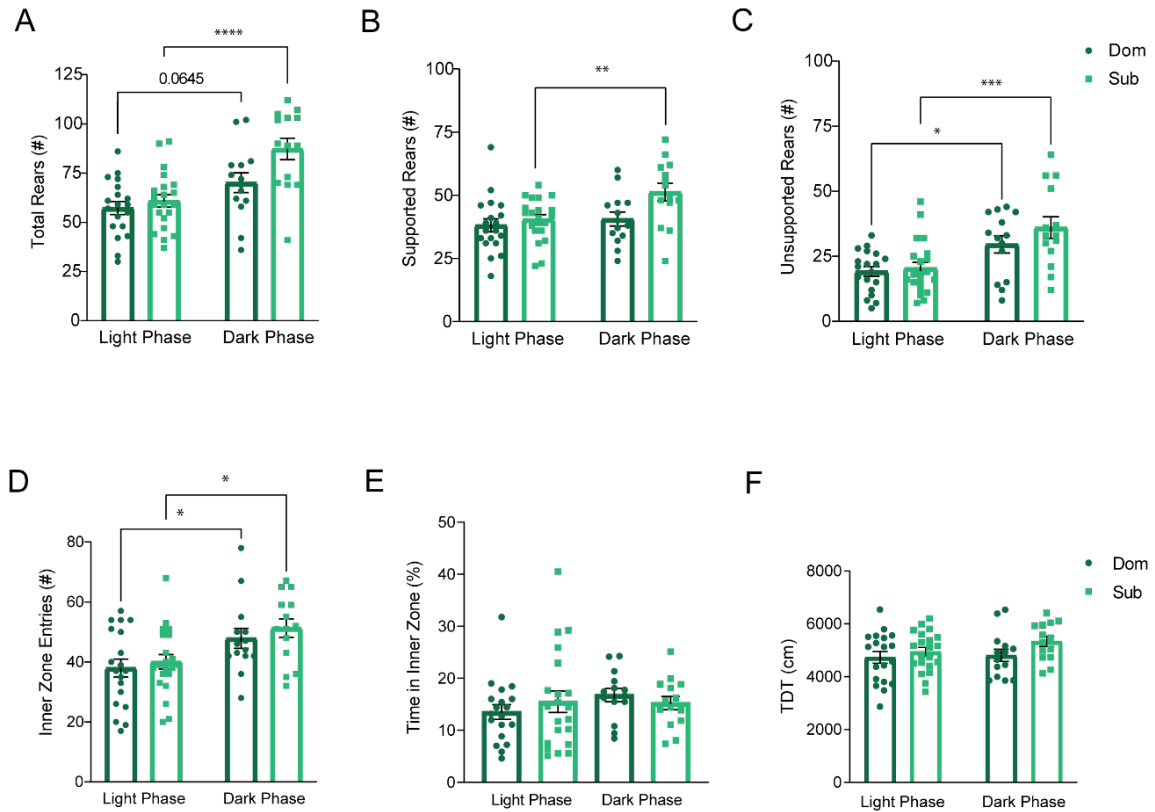 A
Total Rears (#)
125
100
75
50
25
0
0.0645
****
Light Phase
Dark Phase
B
Supported Rears (#)
100
75
50
25
0
**
Light Phase
Dark Phase
C
Unsupported Rears (#)
100
75
50
25
0
*
***
Light Phase
Dark Phase
Dom
Sub
D
Inner Zone Entries (#)
80
60
40
20
0
*
*
Light Phase
Dark Phase
E
Time in Inner Zone (%)
50
40
30
20
10
0
Light Phase
Dark Phase
F
TDT (cm)
8000
6000
4000
2000
0
Light Phase
Dark Phase
Dom
Sub